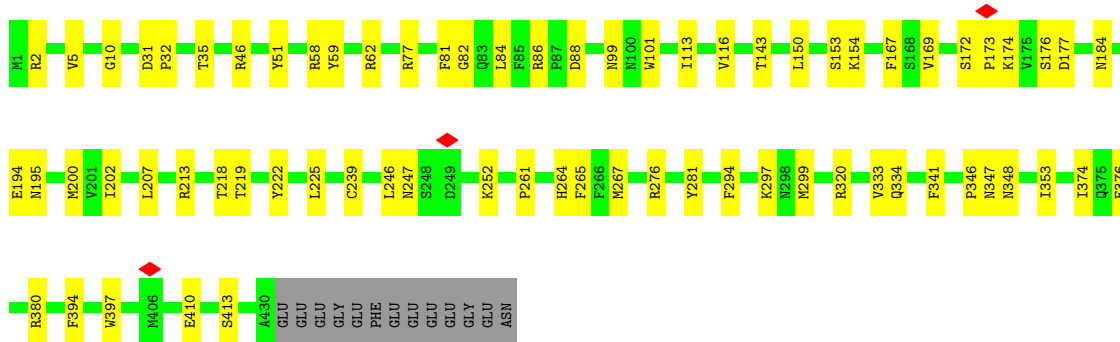 M1 R2 V5 G10 D31 P32 T35 R46 Y51 R58 Y59 R62 R77 F81 G82 Q83 L84 F85 R86 P87 D88 N99 N100 W101 I113 V116 T143 L150 S153 K154 F167 S168 V169 S172 P173 K174 V175 S176 D177 N184
E194 N195 M200 V201 I202 L207 R213 T218 T219 Y222 L225 C239 L246 N247 S248 D249 K252 P261 H264 F265 F266 M267 R276 Y281 F294 K297 N298 M299 R320 V333 Q334 F341 P346 N347 N348 I353 I374 Q375
R380 F394 W397 M406 E410 S413 A430 GLU GLU GLU GLY GLU PHE GLU GLU GLU GLU GLY GLU ASN